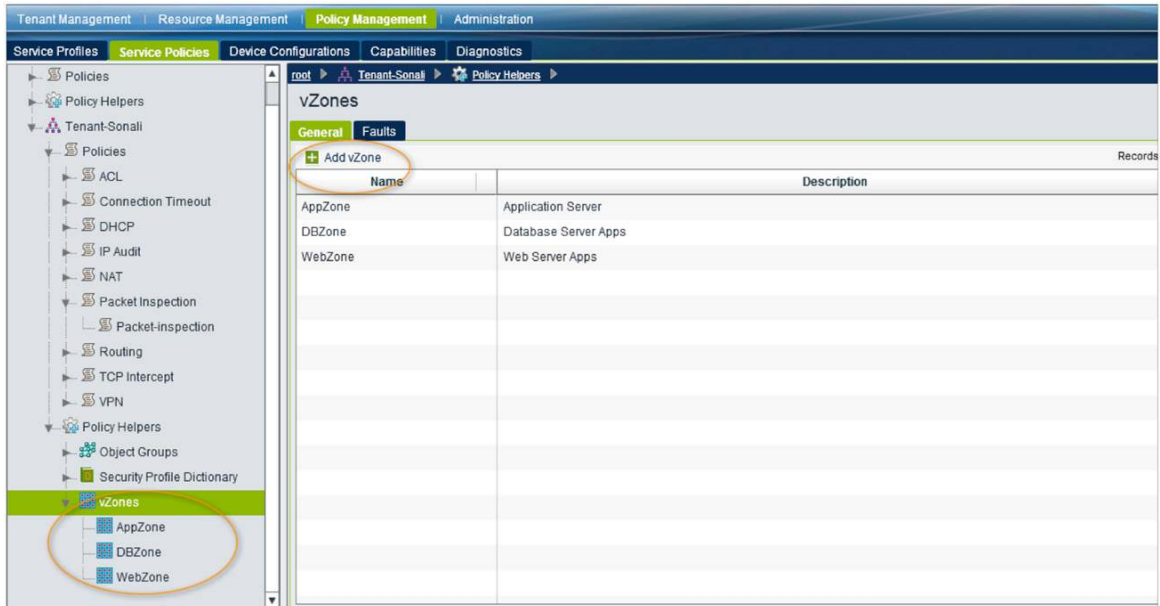 Tenant Management | Resource Management | Policy Management | Administration
Service Profiles Service Policies Device Configurations Capabilities Diagnostics
Policies
Policy Helpers
Tenant-Sonali
Policies
ACL
Connection Timeout
DHCP
IP Audit
NAT
Packet Inspection
Packet-inspection
Routing
TCP Intercept
VPN
Policy Helpers
Object Groups
Security Profile Dictionary
vZones
AppZone
DBZone
WebZone
root Tenant-Sonali Policy Helpers
vZones
General Faults
Add vZone Records
Name Description
AppZone Application Server
DBZone Database Server Apps
WebZone Web Server Apps